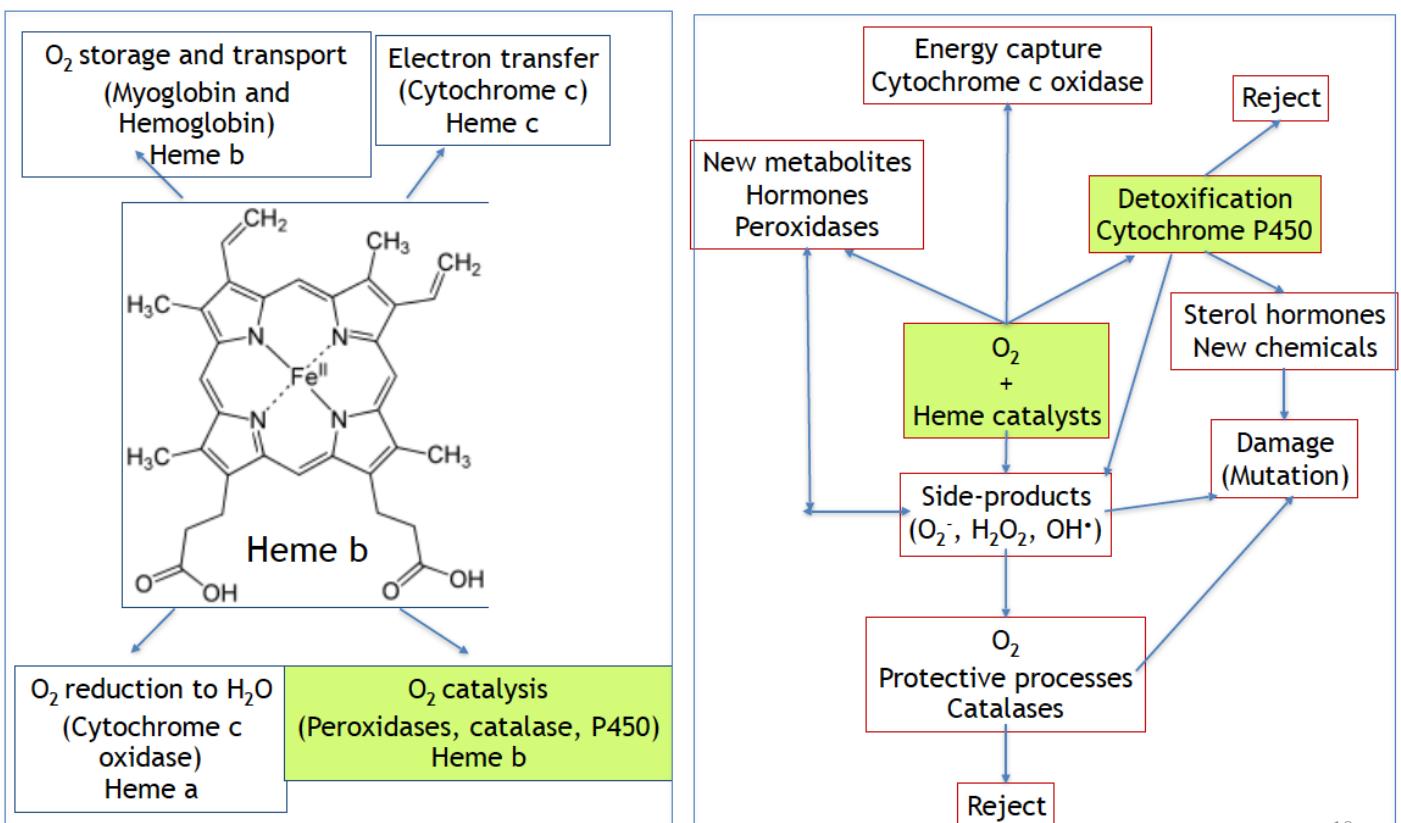 O₂ storage and transport
(Myoglobin and
Hemoglobin)
Heme b
Electron transfer
(Cytochrome c)
Heme c
CH₂
CH₃
CH₂
H₃C
N
N
Feᴵᴵ
N
N
H₃C
CH₃
Heme b
O
OH
O
OH
O₂ reduction to H₂O
(Cytochrome c
oxidase)
Heme a
O₂ catalysis
(Peroxidases, catalase, P450)
Heme b
Energy capture
Cytochrome c oxidase
Reject
New metabolites
Hormones
Peroxidases
Detoxification
Cytochrome P450
Sterol hormones
New chemicals
O₂
+
Heme catalysts
Damage
(Mutation)
Side-products
(O₂⁻, H₂O₂, OH•)
O₂
Protective processes
Catalases
Reject